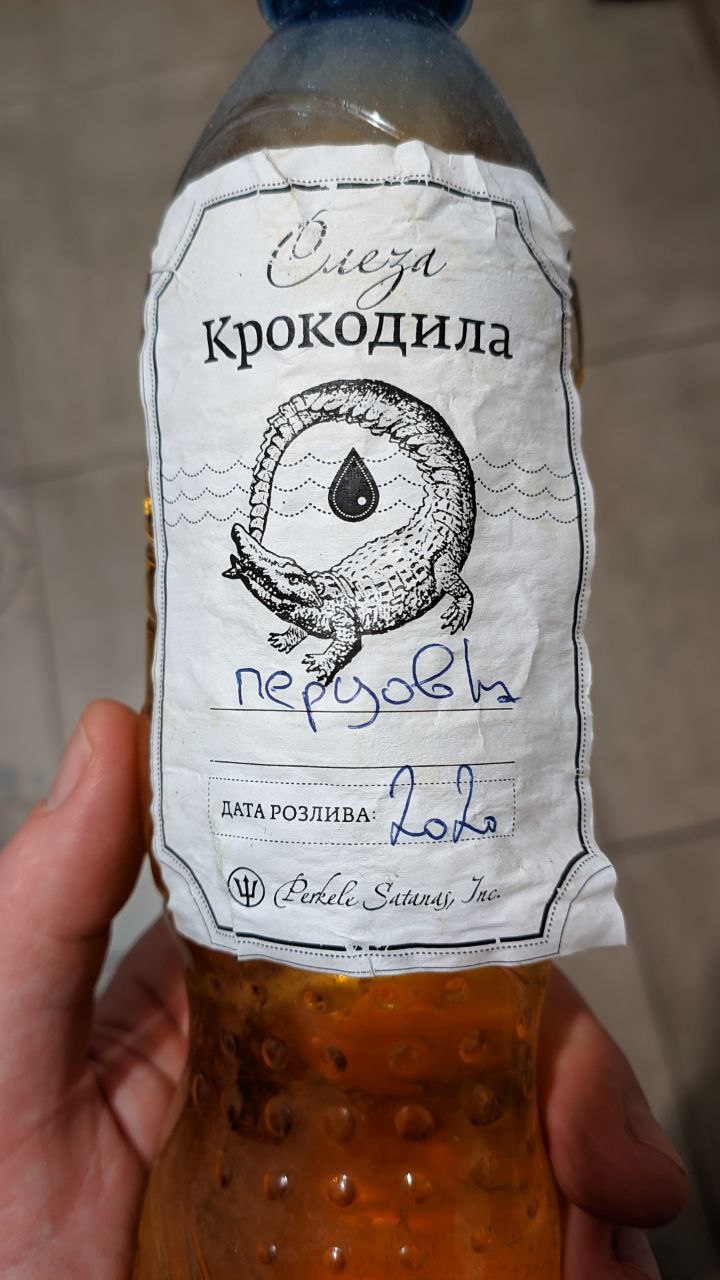 Слеза
Крокодила
перцовка
ДАТА РОЗЛИВА: 2020
Perkele Satanas, Inc.